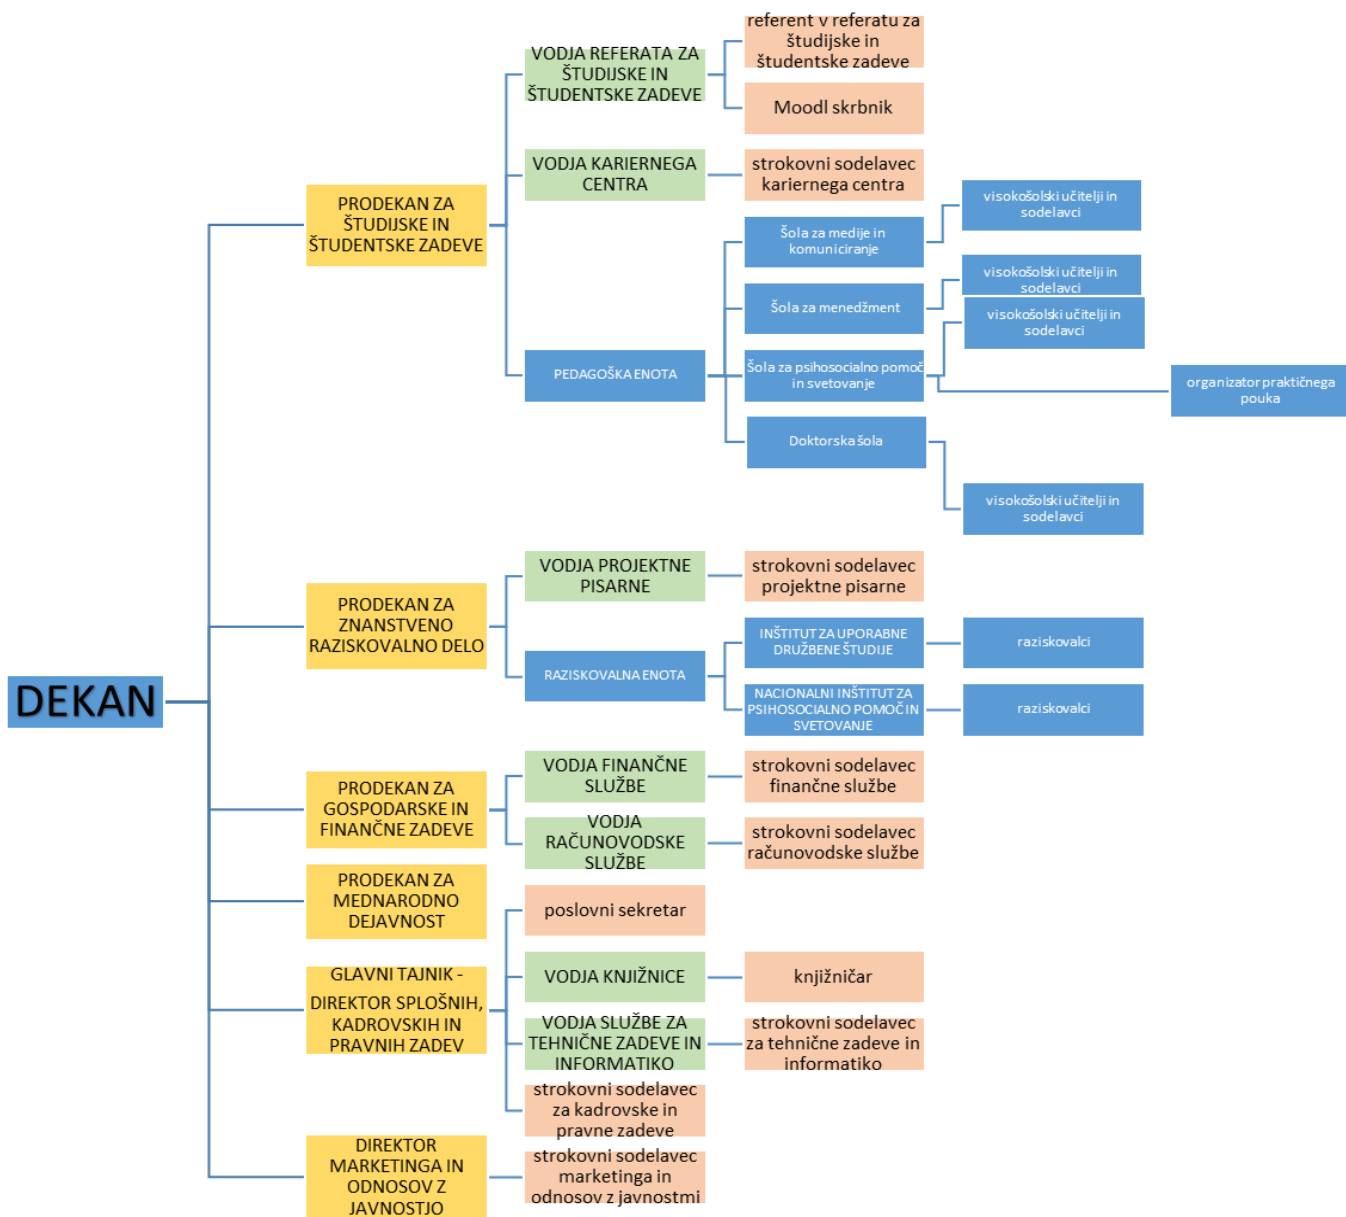 DEKAN
PRODEKAN ZA
ŠTUDIJSKE IN
ŠTUDENTSKE ZADEVE
VODJA REFERATA ZA
ŠTUDIJSKE IN
ŠTUDENTSKE ZADEVE
referent v referatu za
študijske in
študentske zadeve
Moodl skrbnik
VODJA KARIERNEGA
CENTRA
strokovni sodelavec
kariernega centra
PEDAGOŠKA ENOTA
Šola za medije in
komuniciranje
visokošolski učitelji in
sodelavci
Šola za menedžment
visokošolski učitelji in
sodelavci
Šola za psihosocialno pomoč
in svetovanje
visokošolski učitelji in
sodelavci
organizator praktičnega
pouka
Doktorska šola
visokošolski učitelji in
sodelavci
PRODEKAN ZA
ZNANSTVENO
RAZISKOVALNO DELO
VODJA PROJEKTNE
PISARNE
strokovni sodelavec
projektne pisarne
RAZISKOVALNA ENOTA
INŠTITUT ZA UPORABNE
DRUŽBENE ŠTUDIJE
raziskovalci
NACIONALNI INŠTITUT ZA
PSIHOSOCIALNO POMOČ IN
SVETOVANJE
raziskovalci
PRODEKAN ZA
GOSPODARSKE IN
FINANČNE ZADEVE
VODJA FINANČNE
SLUŽBE
strokovni sodelavec
finančne službe
VODJA
RAČUNOVODSKE
SLUŽBE
strokovni sodelavec
računovodske službe
PRODEKAN ZA
MEDNARODNO
DEJAVNOST
GLAVNI TAJNIK -
DIREKTOR SPLOŠNIH,
KADROVSKIH IN
PRAVNIH ZADEV
poslovni sekretar
VODJA KNJIŽNICE
knjižničar
VODJA SLUŽBE ZA
TEHNIČNE ZADEVE IN
INFORMATIKO
strokovni sodelavec
za tehnične zadeve in
informatiko
strokovni sodelavec
za kadrovske in
pravne zadeve
DIREKTOR
MARKETINGA IN
ODNOSOV Z
JAVNOSTJO
strokovni sodelavec
marketinga in
odnosov z javnostmi